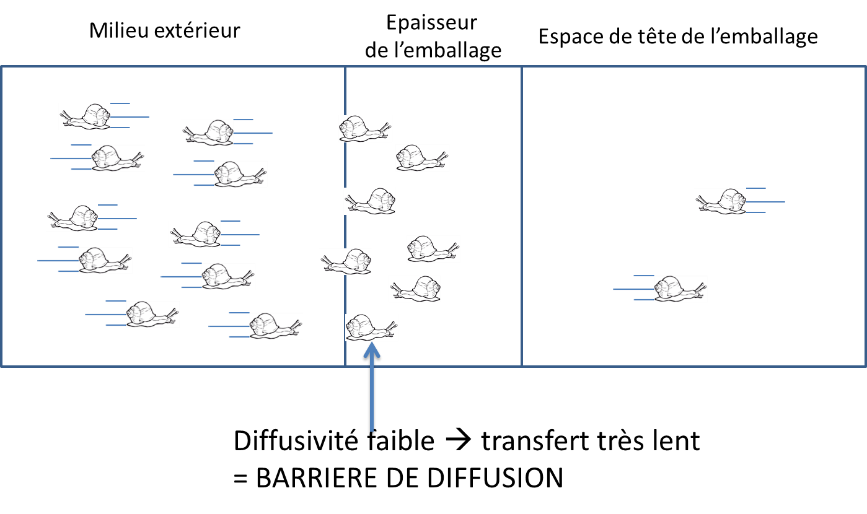 Milieu extérieur
Epaisseur
de l'emballage
Espace de tête de l'emballage
Diffusivité faible → transfert très lent
= BARRIERE DE DIFFUSION